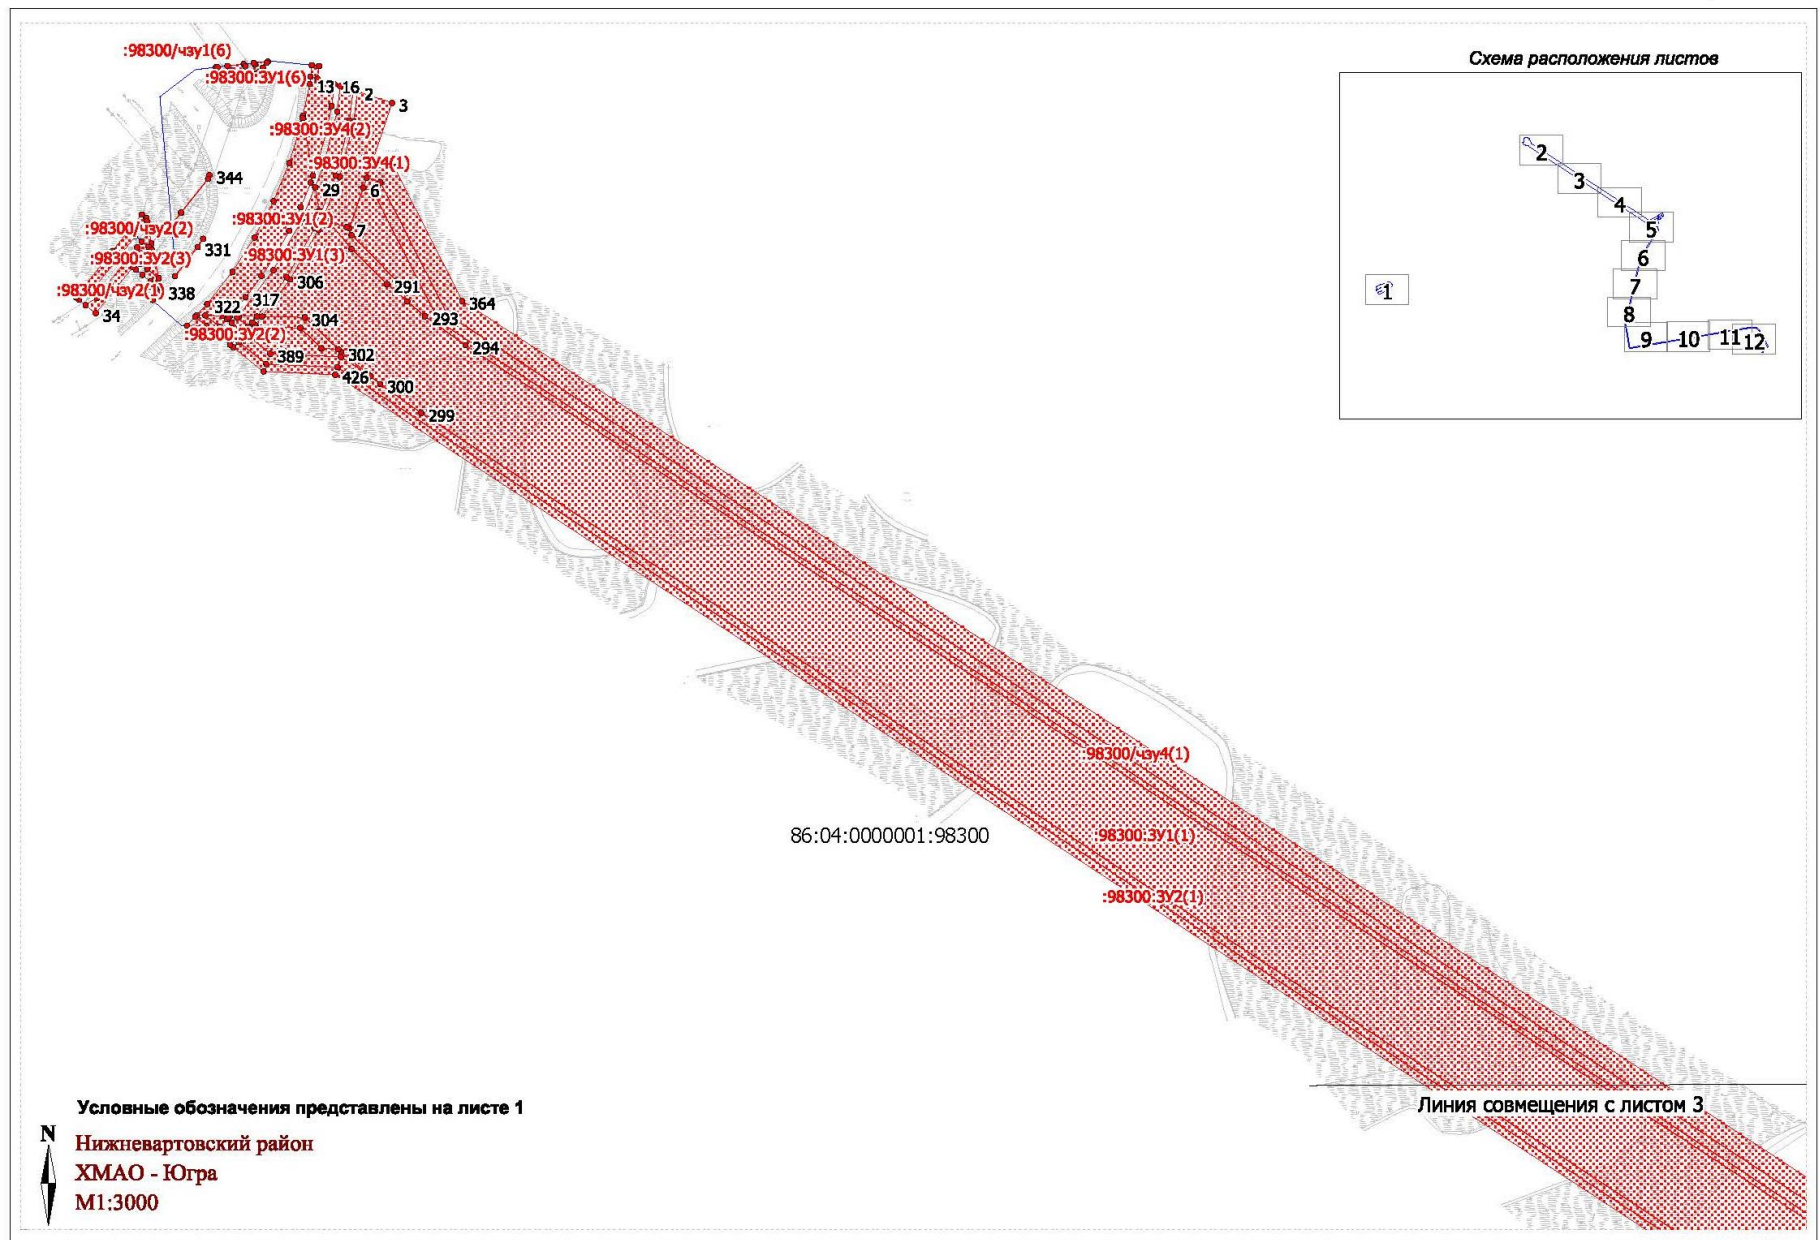 :98300/чзу1(6)
:98300:ЗУ1(6)
13
16
2
3
:98300:ЗУ4(2)
:98300:ЗУ4(1)
344
29
6
:98300/чзу2(2)
:98300:ЗУ1(2)
7
331
:98300:ЗУ2(3)
:98300:ЗУ1(3)
306
291
:98300/чзу2(1)
338
317
364
322
34
304
293
:98300:ЗУ2(2)
294
389
302
426
300
299
Схема расположения листов
2
3
4
5
6
7
1
8
9
10
11
12
:98300/чзу4(1)
86:04:0000001:98300
:98300:ЗУ1(1)
:98300:ЗУ2(1)
Линия совмещения с листом 3
Условные обозначения представлены на листе 1
N
Нижневартовский район
ХМАО - Югра
М1:3000